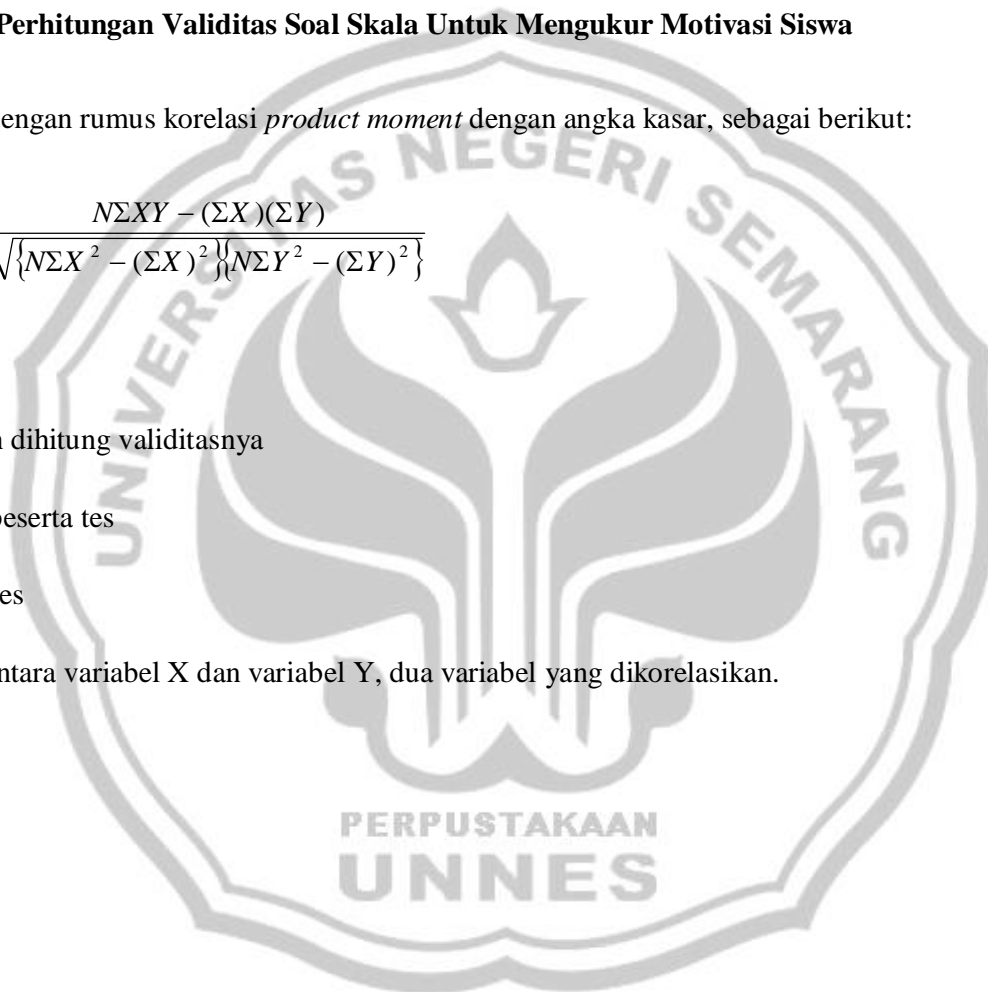 Perhitungan Validitas Soal Skala Untuk Mengukur Motivasi Siswa
engan rumus korelasi product moment dengan angka kasar, sebagai berikut:
NΣXY – (ΣX)(ΣY)
√{NΣX² – (ΣX)²}{NΣY² – (ΣY)²}
dihitung validitasnya
peserta tes
es
ntara variabel X dan variabel Y, dua variabel yang dikorelasikan.
UNIVERSITAS NEGERI SEMARANG
PERPUSTAKAAN
UNNES